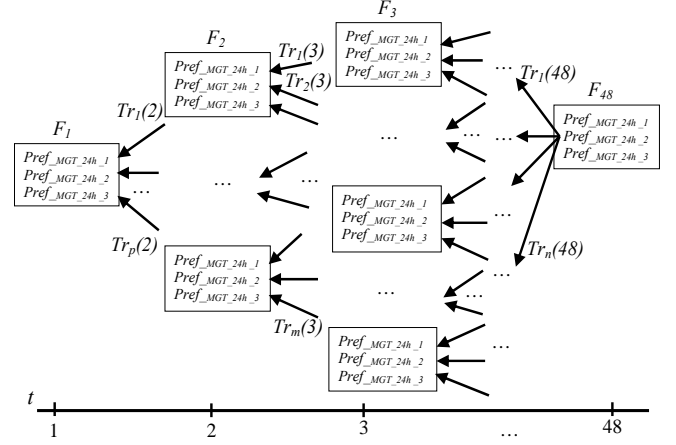 F3
Pref_MGT_24h_1
Pref_MGT_24h_2
Pref_MGT_24h_3
...
F2
Pref_MGT_24h_1
Pref_MGT_24h_2
Pref_MGT_24h_3
Tr1(3)
Tr2(3)
Tr1(48)
F48
Pref_MGT_24h_1
Pref_MGT_24h_2
Pref_MGT_24h_3
F1
Pref_MGT_24h_1
Pref_MGT_24h_2
Pref_MGT_24h_3
Tr1(2)
...
Trp(2)
...
...
...
...
...
Pref_MGT_24h_1
Pref_MGT_24h_2
Pref_MGT_24h_3
...
Trn(48)
Pref_MGT_24h_1
Pref_MGT_24h_2
Pref_MGT_24h_3
Trm(3)
...
...
...
Pref_MGT_24h_1
Pref_MGT_24h_2
Pref_MGT_24h_3
...
...
t
1 2 3 ... 48